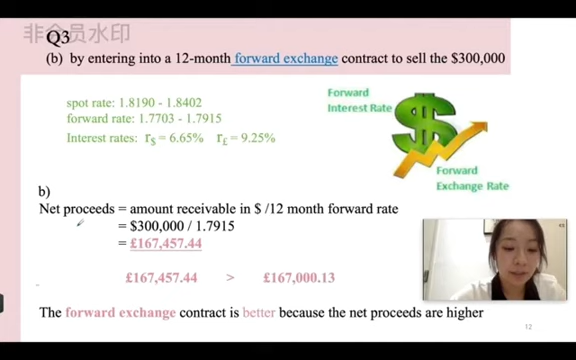 非会员水印
Q3
(b) by entering into a 12-month forward exchange contract to sell the $300,000
spot rate: 1.8190 - 1.8402
forward rate: 1.7703 - 1.7915
Interest rates: r$ = 6.65% r£ = 9.25%
Forward
Interest Rate
Forward
Exchange Rate
b)
Net proceeds = amount receivable in $ /12 month forward rate
= $300,000 / 1.7915
= £167,457.44
£167,457.44 > £167,000.13
The forward exchange contract is better because the net proceeds are higher
12